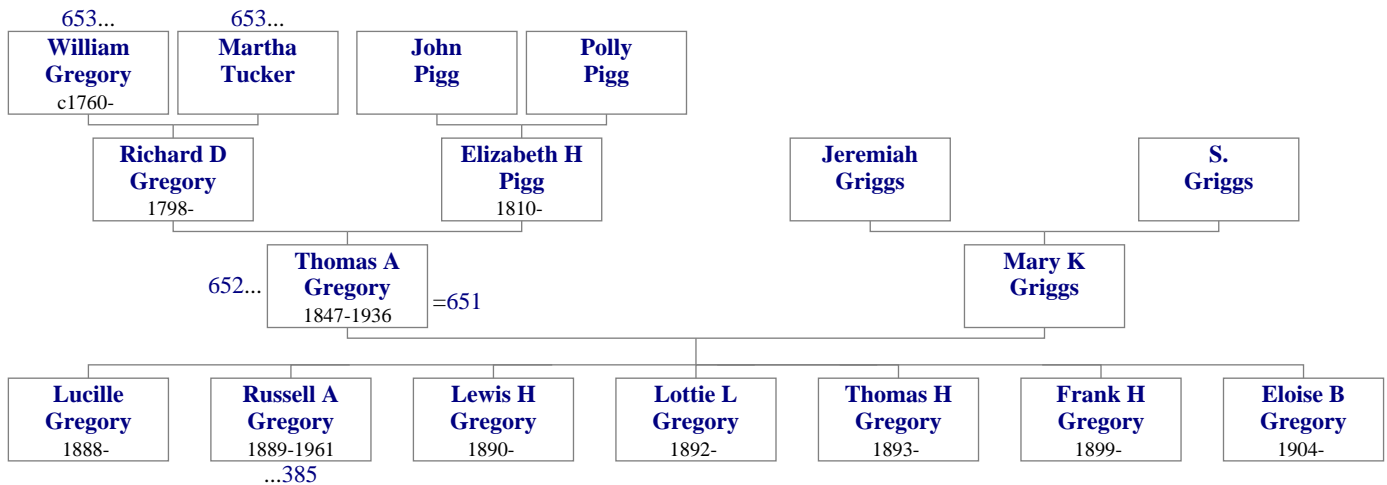 653...
653...
William
Gregory
c1760-
Martha
Tucker
John
Pigg
Polly
Pigg
Richard D
Gregory
1798-
Elizabeth H
Pigg
1810-
Jeremiah
Griggs
S.
Griggs
652...
Thomas A
Gregory
1847-1936
=651
Mary K
Griggs
Lucille
Gregory
1888-
Russell A
Gregory
1889-1961
...385
Lewis H
Gregory
1890-
Lottie L
Gregory
1892-
Thomas H
Gregory
1893-
Frank H
Gregory
1899-
Eloise B
Gregory
1904-